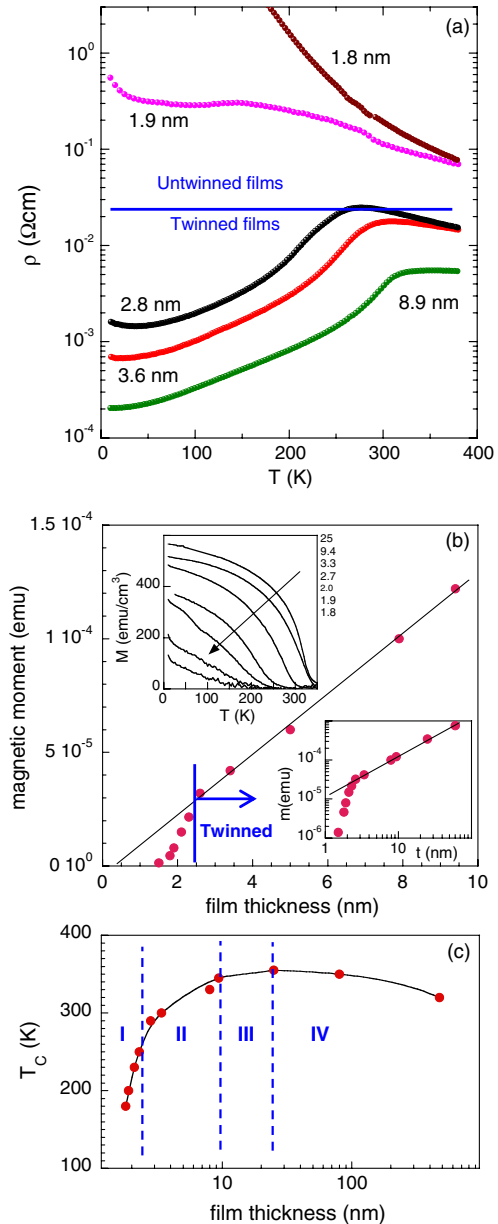 (a)
10^0
10^-1
10^-2
10^-3
10^-4
ρ (Ωcm)
1.8 nm
1.9 nm
Untwinned films
Twinned films
2.8 nm
3.6 nm
8.9 nm
0 100 200 300 400
T (K)
(b)
1.5 10^-4
1 10^-4
5 10^-5
0 10^0
magnetic moment (emu)
M (emu/cm^3)
400
200
0
0 100 200 300
T (K)
25
9.4
3.3
2.7
2.0
1.9
1.8
Twinned
m(emu)
10^-4
10^-5
10^-6
1 10
t (nm)
0 2 4 6 8 10
film thickness (nm)
(c)
400
300
200
100
T_C (K)
I II III IV
10 100
film thickness (nm)